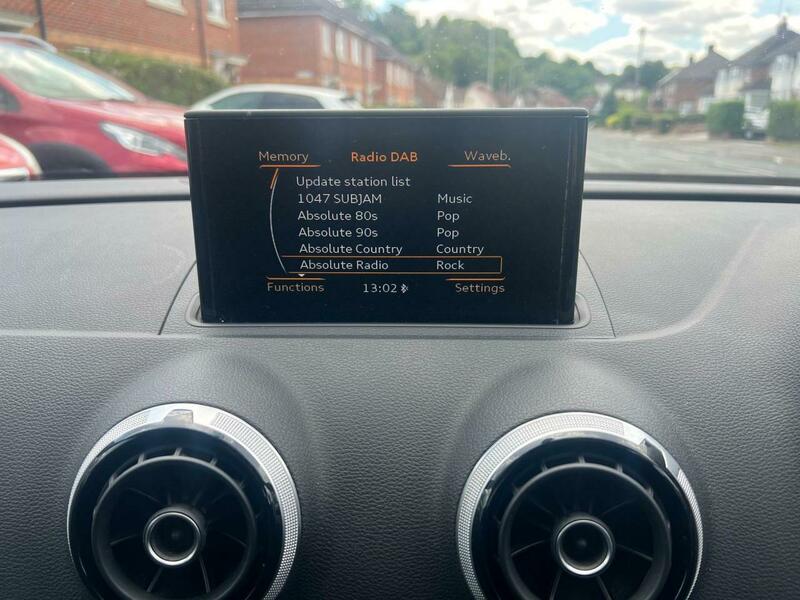 Memory Radio DAB Waveb.
Update station list
1047 SUBJAM Music
Absolute 80s Pop
Absolute 90s Pop
Absolute Country Country
Absolute Radio Rock
Functions 13:02 Settings